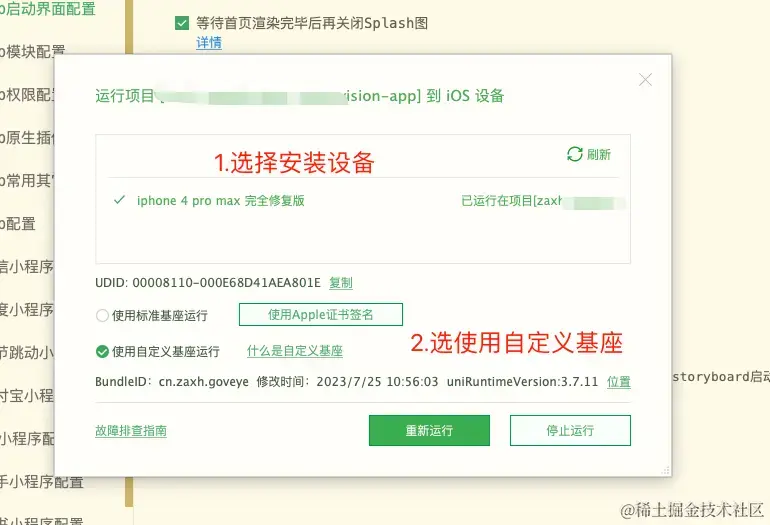 启动界面配置
等待首页渲染完毕后再关闭Splash图
详情
模块配置
权限配
原生插
常用其
配置
信小程序
度小程序
节跳动小
付宝小程
小程序配
手小程序配置
书小程序配置
运行项目 [
ision-app] 到 iOS 设备
1.选择安装设备
刷新
iphone 4 pro max 完全修复版
已运行在项目[zaxh
UDID: 00008110-000E68D41AEA801E 复制
使用标准基座运行 使用Apple证书签名
使用自定义基座运行 什么是自定义基座
2.选使用自定义基座
BundleID: cn.zaxh.goveye 修改时间: 2023/7/25 10:56:03 uniRuntimeVersion:3.7.11 位置
storyboard启动
故障排查指南 重新运行 停止运行
@稀土掘金技术社区